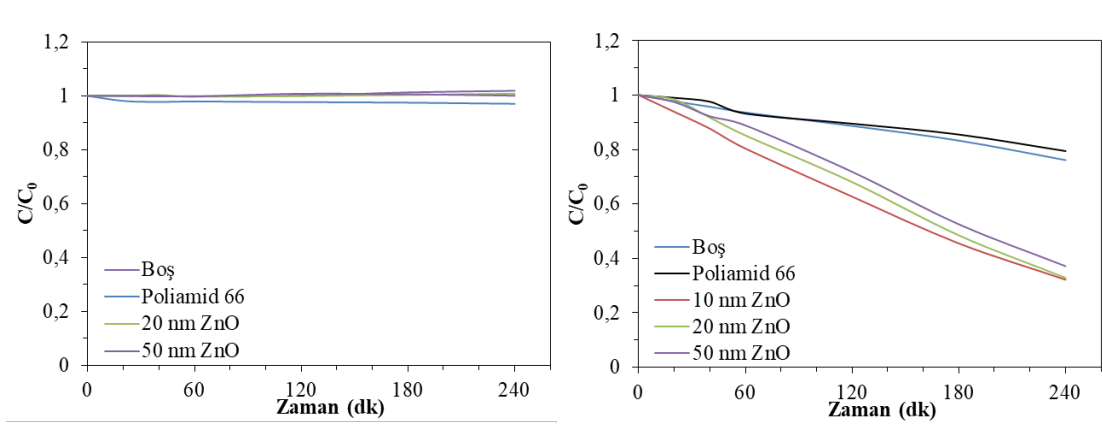 1,2
1
0,8
0,6
0,4
0,2
0
C/C0
Boş
Poliamid 66
20 nm ZnO
50 nm ZnO
0 60 120 180 240
Zaman (dk)
1,2
1
0,8
0,6
0,4
0,2
0
C/C0
Boş
Poliamid 66
10 nm ZnO
20 nm ZnO
50 nm ZnO
0 60 120 180 240
Zaman (dk)